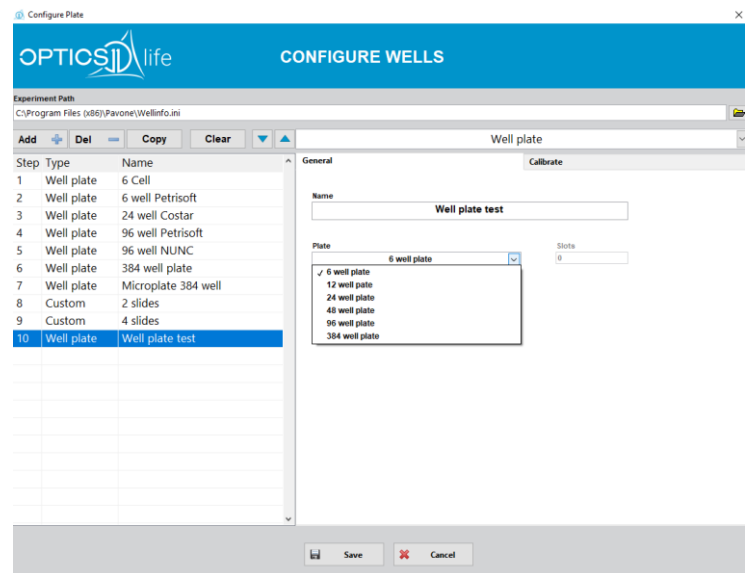 Configure Plate
OPTICS11 life
CONFIGURE WELLS
Experiment Path
C:\Program Files (x86)\Pavone\Wellinfo.ini
Add Del Copy Clear
Well plate
Step Type Name
1 Well plate 6 Cell
2 Well plate 6 well Petrisoft
3 Well plate 24 well Costar
4 Well plate 96 well Petrisoft
5 Well plate 96 well NUNC
6 Well plate 384 well plate
7 Well plate Microplate 384 well
8 Custom 2 slides
9 Custom 4 slides
10 Well plate Well plate test
General
Calibrate
Name
Well plate test
Plate
Slots
6 well plate
0
✓ 6 well plate
12 well pate
24 well plate
48 well plate
96 well plate
384 well plate
Save
Cancel